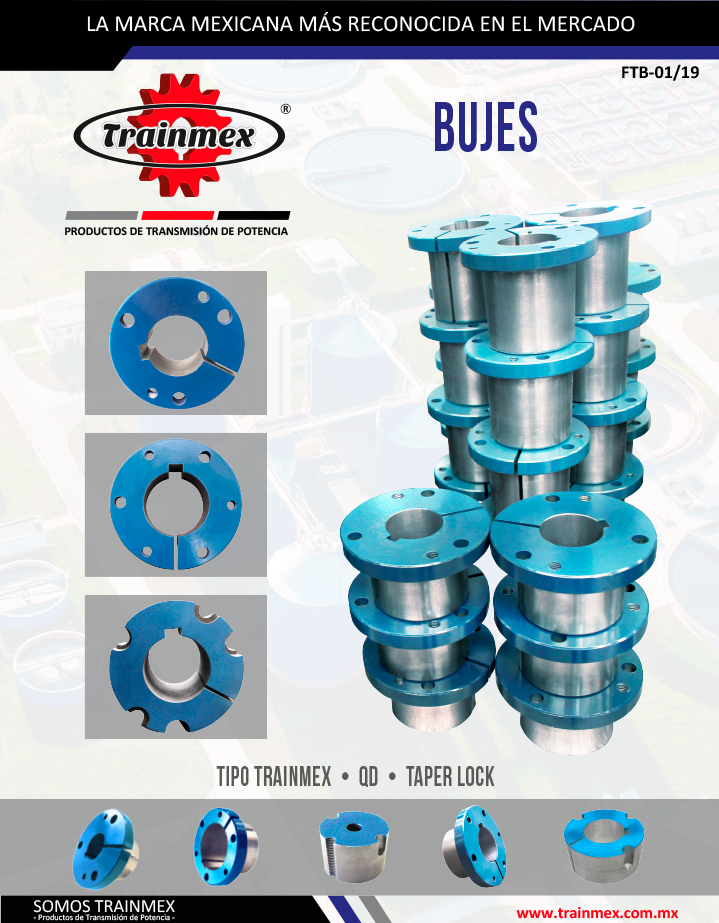 LA MARCA MEXICANA MÁS RECONOCIDA EN EL MERCADO
FTB-01/19
Trainmex®
BUJES
PRODUCTOS DE TRANSMISIÓN DE POTENCIA
TIPO TRAINMEX • QD • TAPER LOCK
SOMOS TRAINMEX
- Productos de Transmisión de Potencia -
www.trainmex.com.mx